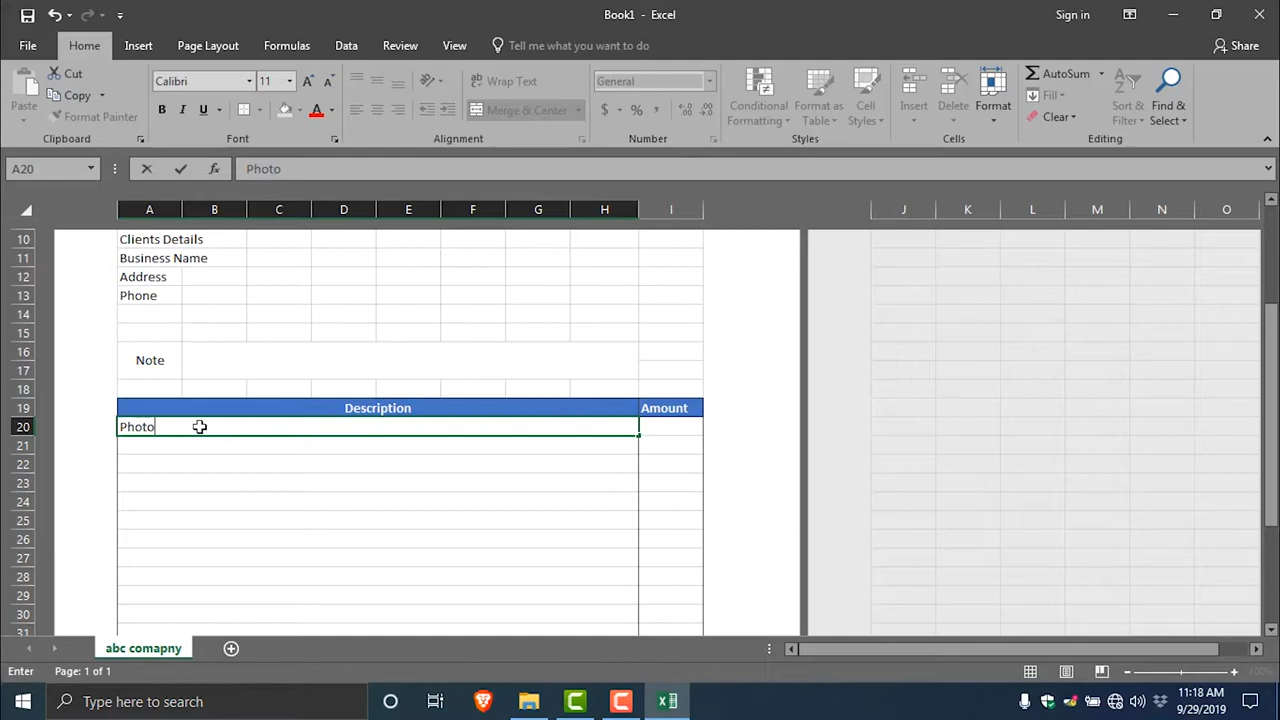 Book1 - Excel
Sign in
File Home Insert Page Layout Formulas Data Review View Tell me what you want to do Share
Paste Cut Copy Format Painter Clipboard
Calibri 11 A A B I U A Font
Wrap Text Merge & Center Alignment
General $ % , Number
Conditional Formatting Format as Table Cell Styles Styles
Insert Delete Format Cells
AutoSum Fill Clear Sort & Filter Find & Select Editing
A20 fx Photo
A B C D E F G H I J K L M N O
10 Clients Details
11 Business Name
12 Address
13 Phone
14
15
16 Note
17
18
19 Description Amount
20 Photo
21
22
23
24
25
26
27
28
29
30
31
abc comapny
Enter Page: 1 of 1 100%
Type here to search
11:18 AM
9/29/2019